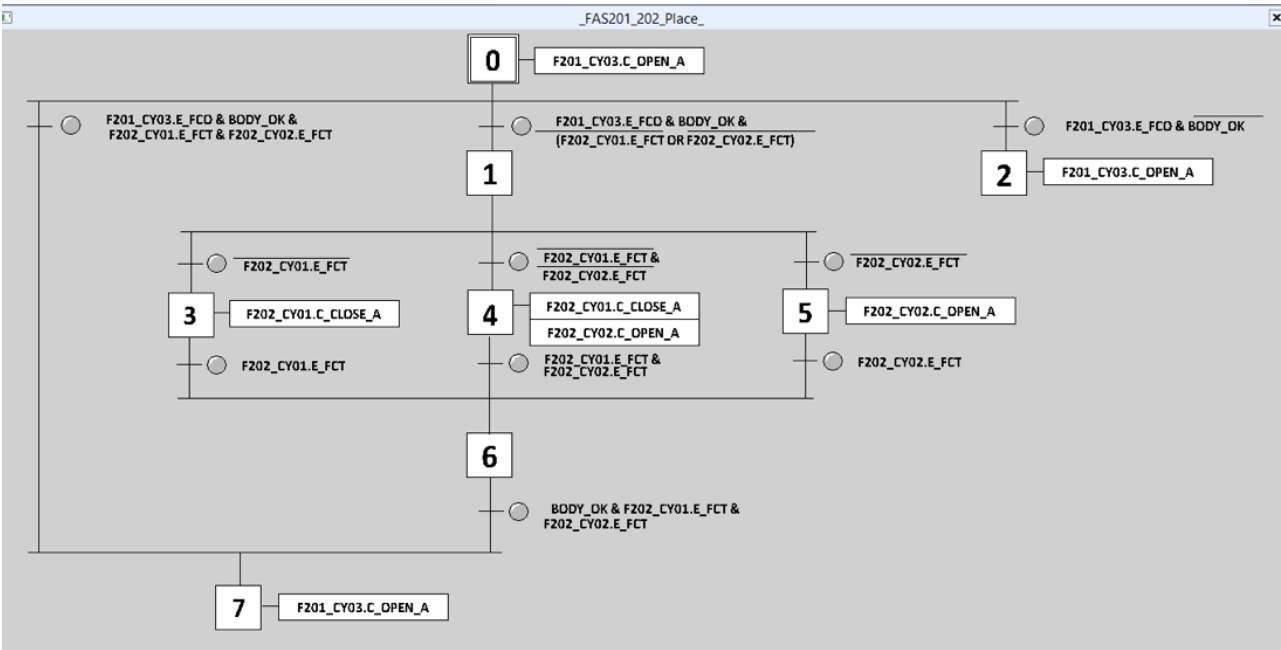 _FAS201_202_Place_
0
F201_CY03.C_OPEN_A
F201_CY03.E_FCO & BODY_OK &
F202_CY01.E_FCT & F202_CY02.E_FCT
F201_CY03.E_FCO & BODY_OK &
(F202_CY01.E_FCT OR F202_CY02.E_FCT)
F201_CY03.E_FCO & BODY_OK
1
2
F201_CY03.C_OPEN_A
F202_CY01.E_FCT
F202_CY01.E_FCT &
F202_CY02.E_FCT
F202_CY02.E_FCT
3
F202_CY01.C_CLOSE_A
4
F202_CY01.C_CLOSE_A
F202_CY02.C_OPEN_A
5
F202_CY02.C_OPEN_A
F202_CY01.E_FCT
F202_CY01.E_FCT &
F202_CY02.E_FCT
F202_CY02.E_FCT
6
BODY_OK & F202_CY01.E_FCT &
F202_CY02.E_FCT
7
F201_CY03.C_OPEN_A